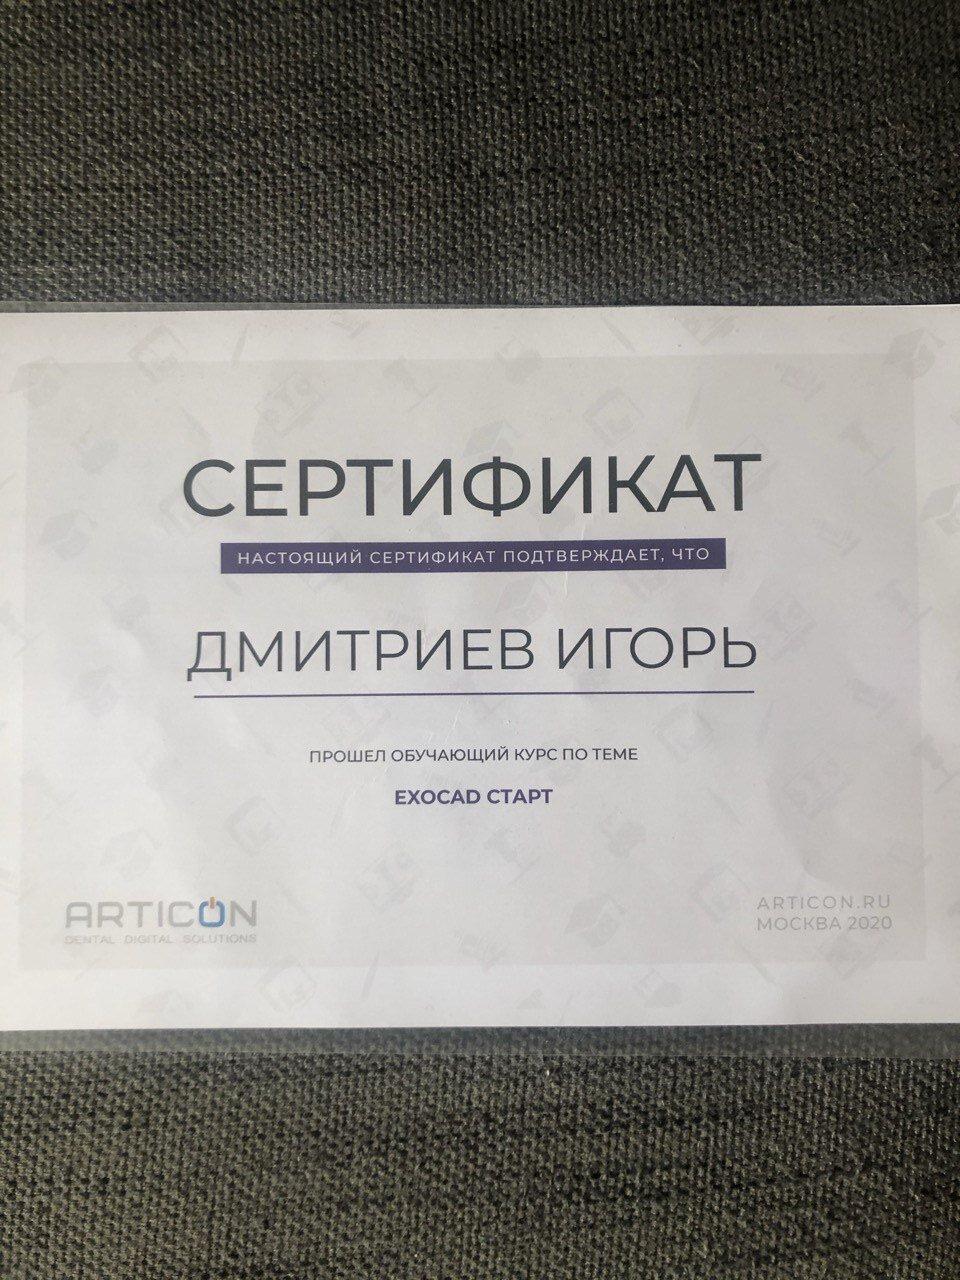 СЕРТИФИКАТ
НАСТОЯЩИЙ СЕРТИФИКАТ ПОДТВЕРЖДАЕТ, ЧТО
ДМИТРИЕВ ИГОРЬ
ПРОШЕЛ ОБУЧАЮЩИЙ КУРС ПО ТЕМЕ
EXOCAD СТАРТ
ARTICON
DENTAL DIGITAL SOLUTIONS
ARTICON.RU
МОСКВА 2020